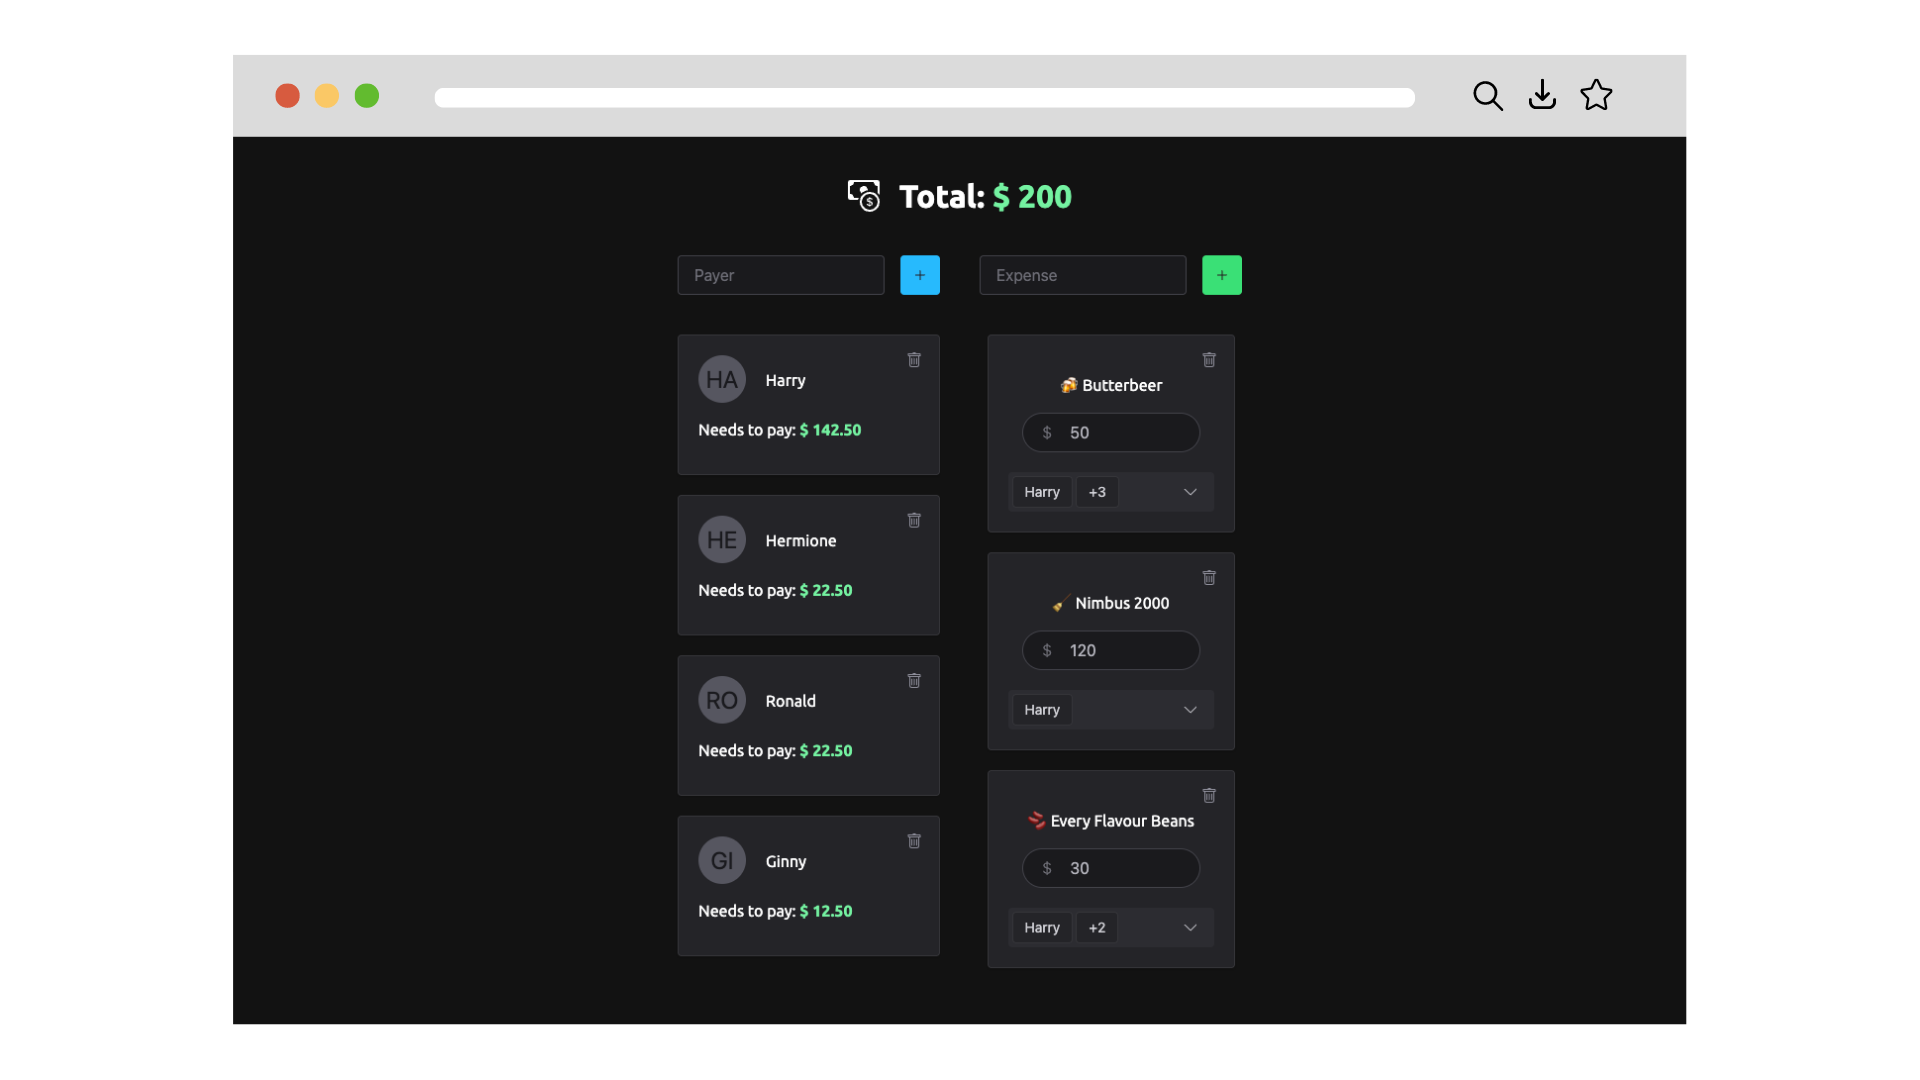 Total: $ 200
Payer
+
Expense
+
HA
Harry
Needs to pay: $ 142.50
HE
Hermione
Needs to pay: $ 22.50
RO
Ronald
Needs to pay: $ 22.50
GI
Ginny
Needs to pay: $ 12.50
🍻 Butterbeer
$ 50
Harry +3
🧹 Nimbus 2000
$ 120
Harry
🫘 Every Flavour Beans
$ 30
Harry +2